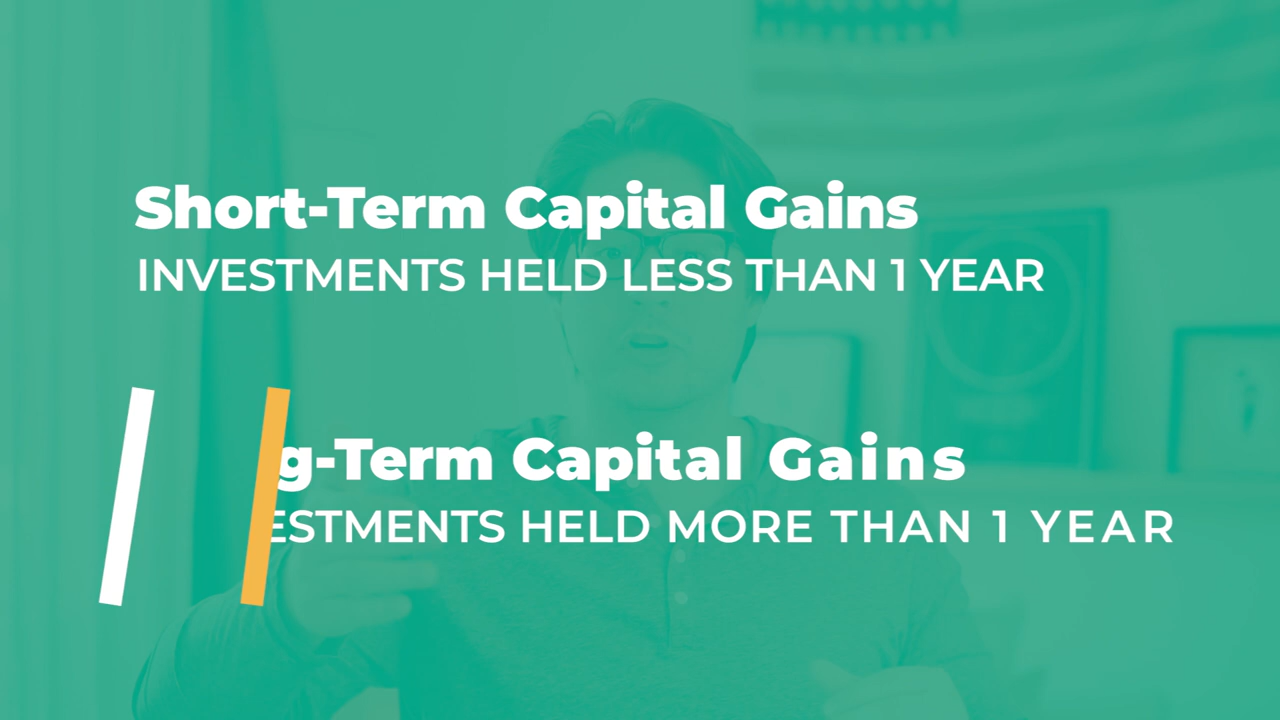 Short-Term Capital Gains
INVESTMENTS HELD LESS THAN 1 YEAR
g-Term Capital Gains
ESTMENTS HELD MORE THAN 1 YEAR